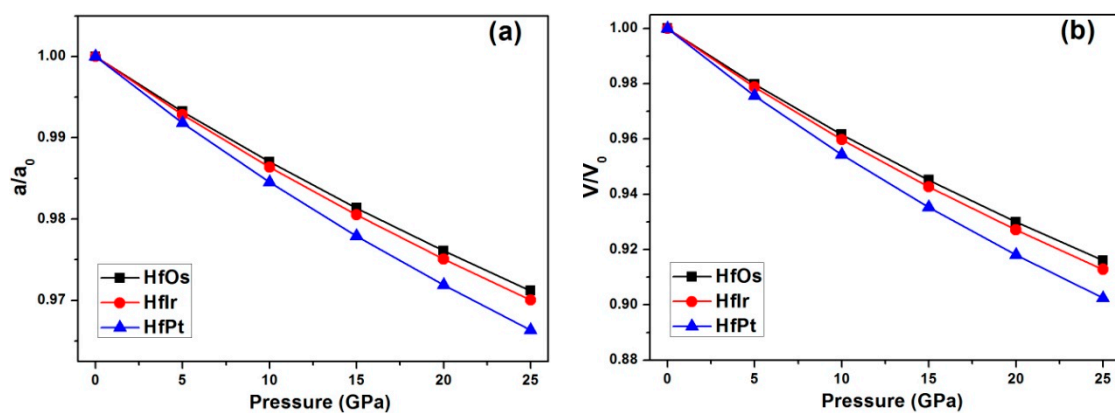 (a)
1.00
0.99
0.98
0.97
a/a0
HfOs
HfIr
HfPt
0 5 10 15 20 25
Pressure (GPa)
(b)
1.00
0.98
0.96
0.94
0.92
0.90
0.88
V/V0
HfOs
HfIr
HfPt
0 5 10 15 20 25
Pressure (GPa)